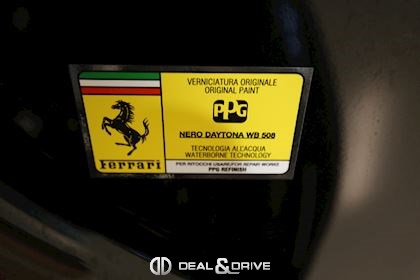 VERNICIATURA ORIGINALE
ORIGINAL PAINT
PPG
NERO DAYTONA WB 508
TECNOLOGIA ALL'ACQUA
WATERBORNE TECHNOLOGY
Ferrari
PER RITOCCHI USARE/FOR REPAIR WORKS
PPG REFINISH
DEAL & DRIVE